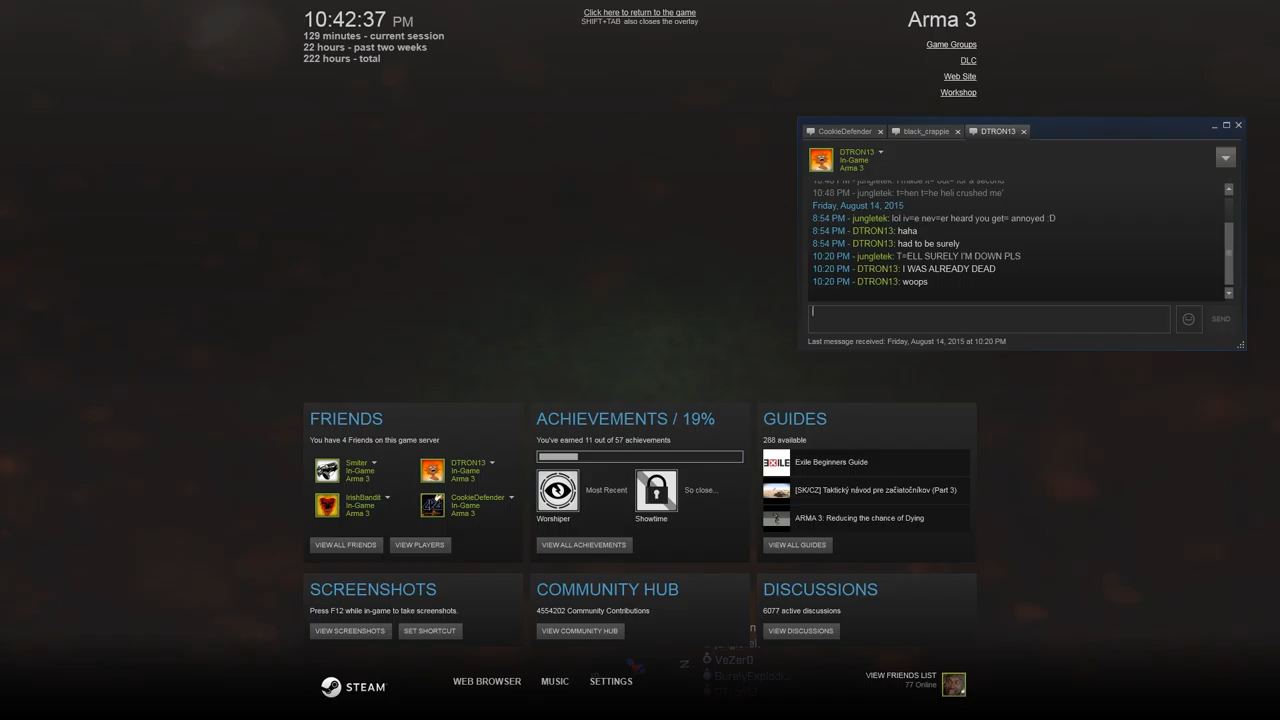 10:42:37 PM
129 minutes - current session
22 hours - past two weeks
222 hours - total
Click here to return to the game
SHIFT+TAB also closes the overlay
Arma 3
Game Groups
DLC
Web Site
Workshop
CookieDefender
black_crappie
DTRON13
DTRON13
In-Game
Arma 3
10:48 PM - jungletek: t=hen t=he heli crushed me'
Friday, August 14, 2015
8:54 PM - jungletek: lol iv=e nev=er heard you get= annoyed :D
8:54 PM - DTRON13: haha
8:54 PM - DTRON13: had to be surely
10:20 PM - jungletek: T=ELL SURELY I'M DOWN PLS
10:20 PM - DTRON13: I WAS ALREADY DEAD
10:20 PM - DTRON13: woops
SEND
Last message received: Friday, August 14, 2015 at 10:20 PM
FRIENDS
You have 4 Friends on this game server
Smiter
In-Game
Arma 3
DTRON13
In-Game
Arma 3
IrishBandit
In-Game
Arma 3
CookieDefender
In-Game
Arma 3
VIEW ALL FRIENDS
VIEW PLAYERS
ACHIEVEMENTS / 19%
You've earned 11 out of 57 achievements
Most Recent
So close...
Worshiper
Showtime
VIEW ALL ACHIEVEMENTS
GUIDES
288 available
EXILE
Exile Beginners Guide
[SK/CZ] Taktický návod pre začiatočníkov (Part 3)
ARMA 3: Reducing the chance of Dying
VIEW ALL GUIDES
SCREENSHOTS
Press F12 while in-game to take screenshots.
VIEW SCREENSHOTS
SET SHORTCUT
COMMUNITY HUB
4554202 Community Contributions
VIEW COMMUNITY HUB
DISCUSSIONS
6077 active discussions
VIEW DISCUSSIONS
Z
STEAM
WEB BROWSER
MUSIC
SETTINGS
VIEW FRIENDS LIST
77 Online